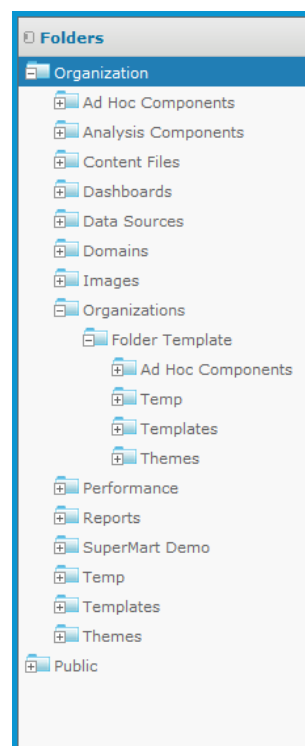 Folders
Organization
Ad Hoc Components
Analysis Components
Content Files
Dashboards
Data Sources
Domains
Images
Organizations
Folder Template
Ad Hoc Components
Temp
Templates
Themes
Performance
Reports
SuperMart Demo
Temp
Templates
Themes
Public